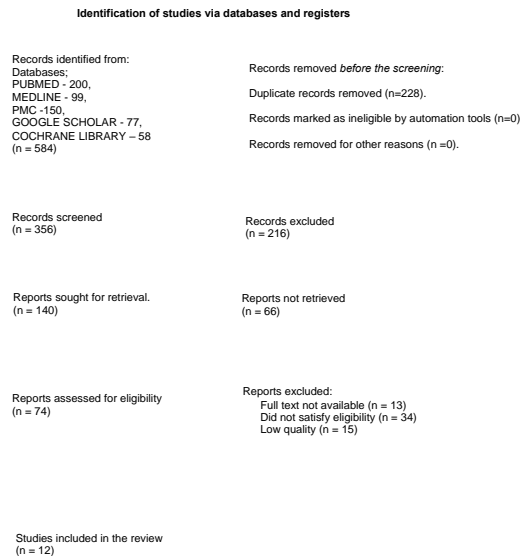 Identification of studies via databases and registers
Records identified from:
Databases;
PUBMED - 200,
MEDLINE - 99,
PMC -150,
GOOGLE SCHOLAR - 77,
COCHRANE LIBRARY – 58
(n = 584)
Records removed before the screening:
Duplicate records removed (n=228).
Records marked as ineligible by automation tools (n=0)
Records removed for other reasons (n =0).
Records screened
(n = 356)
Records excluded
(n = 216)
Reports sought for retrieval.
(n = 140)
Reports not retrieved
(n = 66)
Reports assessed for eligibility
(n = 74)
Reports excluded:
Full text not available (n = 13)
Did not satisfy eligibility (n = 34)
Low quality (n = 15)
Studies included in the review
(n = 12)